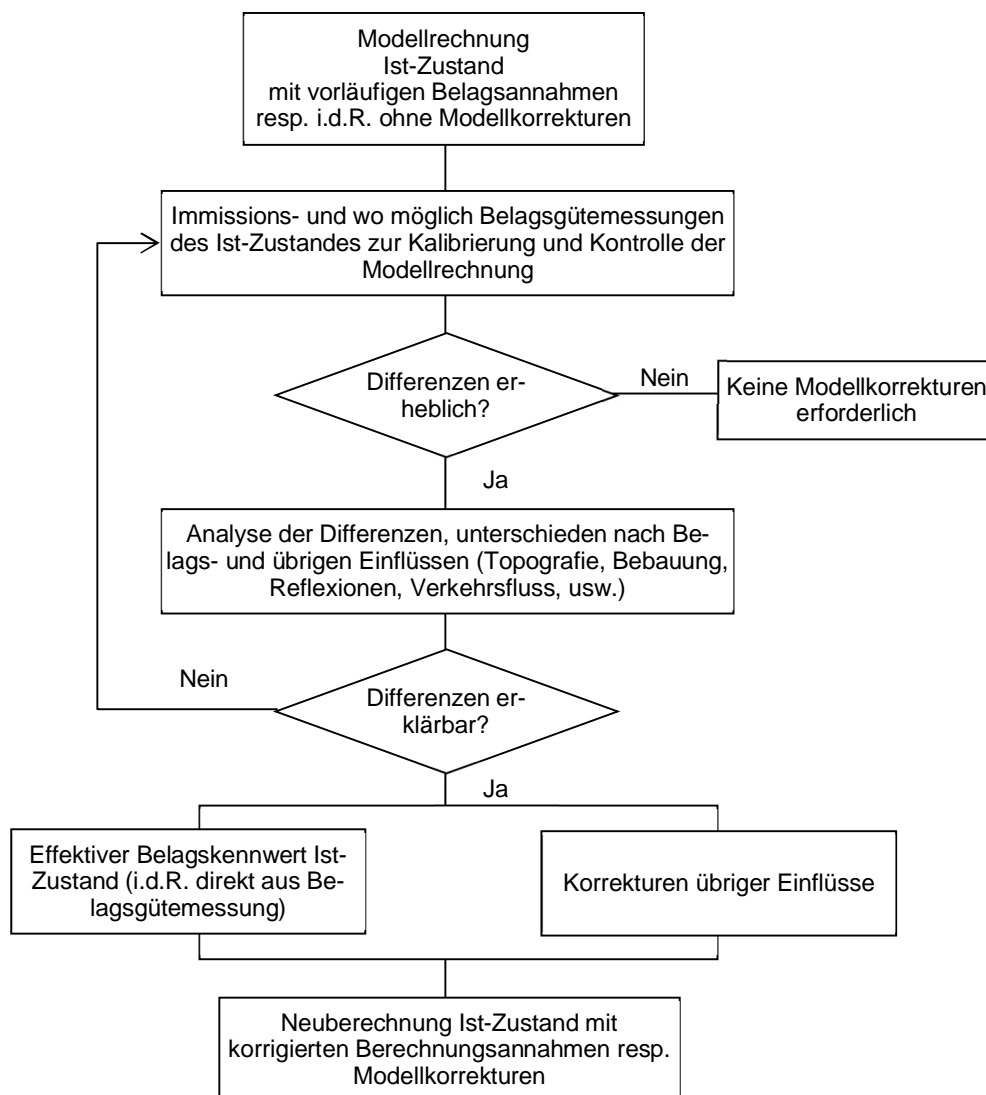 Modellrechnung
Ist-Zustand
mit vorläufigen Belagsannahmen
resp. i.d.R. ohne Modellkorrekturen
Immissions- und wo möglich Belagsgütemessungen
des Ist-Zustandes zur Kalibrierung und Kontrolle der
Modellrechnung
Differenzen er-
heblich?
Nein
Keine Modellkorrekturen
erforderlich
Ja
Analyse der Differenzen, unterschieden nach Be-
lags- und übrigen Einflüssen (Topografie, Bebauung,
Reflexionen, Verkehrsfluss, usw.)
Nein
Differenzen er-
klärbar?
Ja
Effektiver Belagskennwert Ist-
Zustand (i.d.R. direkt aus Be-
lagsgütemessung)
Korrekturen übriger Einflüsse
Neuberechnung Ist-Zustand mit
korrigierten Berechnungsannahmen resp.
Modellkorrekturen